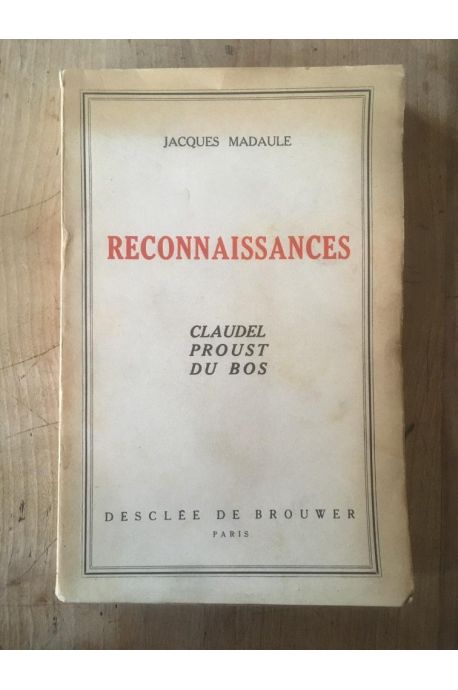 JACQUES MADAULE
RECONNAISSANCES
CLAUDEL
PROUST
DU BOS
DESCLÉE DE BROUWER
PARIS